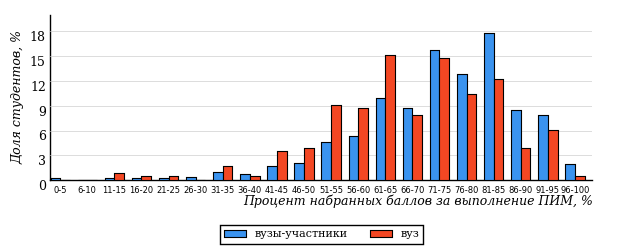 Доля студентов, %
18
15
12
9
6
3
0
0-5 6-10 11-15 16-20 21-25 26-30 31-35 36-40 41-45 46-50 51-55 56-60 61-65 66-70 71-75 76-80 81-85 86-90 91-95 96-100
Процент набранных баллов за выполнение ПИМ, %
вузы-участники вуз